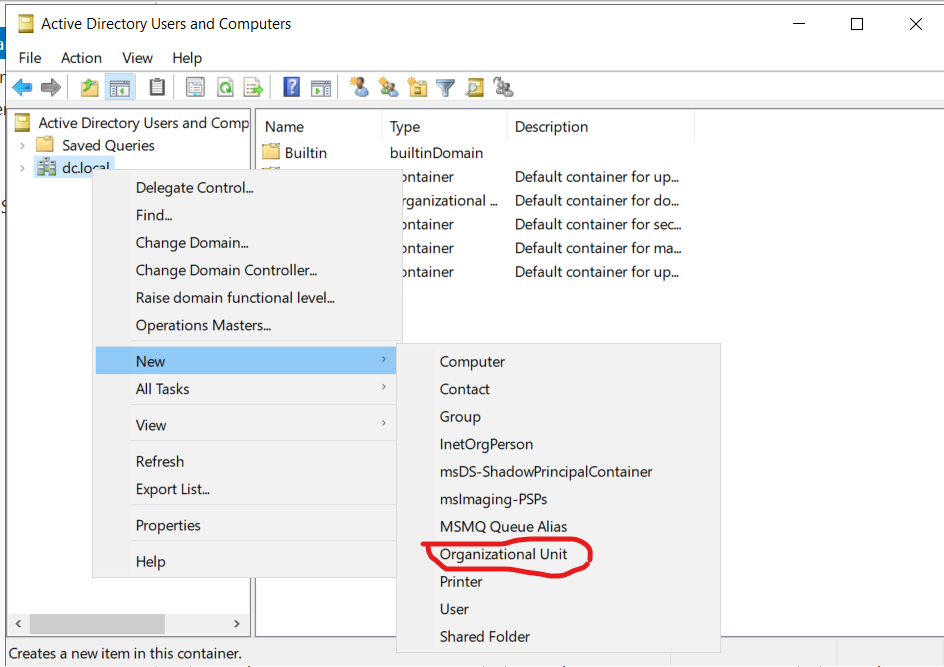 Active Directory Users and Computers
File Action View Help
Active Directory Users and Comp
Saved Queries
dc.local
Name Type Description
Builtin builtinDomain
ontainer Default container for up...
rganizational ... Default container for do...
ontainer Default container for sec...
ontainer Default container for ma...
ontainer Default container for up...
Delegate Control...
Find...
Change Domain...
Change Domain Controller...
Raise domain functional level...
Operations Masters...
New
All Tasks
View
Refresh
Export List...
Properties
Help
Computer
Contact
Group
InetOrgPerson
msDS-ShadowPrincipalContainer
msImaging-PSPs
MSMQ Queue Alias
Organizational Unit
Printer
User
Shared Folder
Creates a new item in this container.